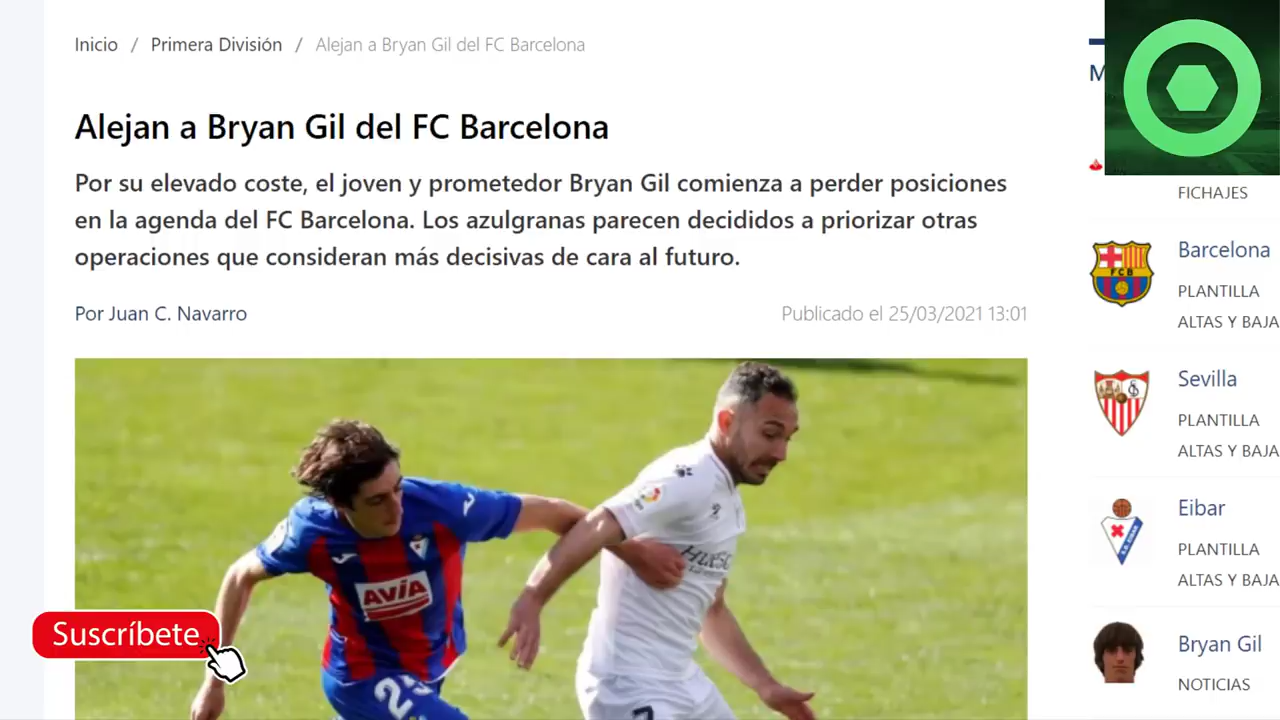 Inicio / Primera División / Alejan a Bryan Gil del FC Barcelona
M
Alejan a Bryan Gil del FC Barcelona
Por su elevado coste, el joven y prometedor Bryan Gil comienza a perder posiciones
en la agenda del FC Barcelona. Los azulgranas parecen decididos a priorizar otras
operaciones que consideran más decisivas de cara al futuro.
Por Juan C. Navarro
Publicado el 25/03/2021 13:01
FICHAJES
Barcelona
PLANTILLA
ALTAS Y BAJA
Sevilla
PLANTILLA
ALTAS Y BAJA
Eibar
PLANTILLA
ALTAS Y BAJA
Bryan Gil
NOTICIAS
FCB
AVIA
HUESCA
Suscríbete